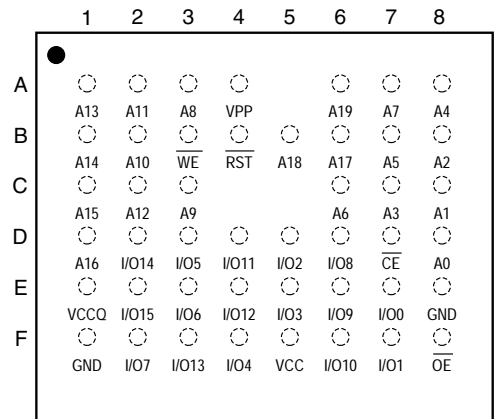 1 2 3 4 5 6 7 8
A
A13 A11 A8 VPP A19 A7 A4
B
A14 A10 WE RST A18 A17 A5 A2
C
A15 A12 A9 A6 A3 A1
D
A16 I/O14 I/O5 I/O11 I/O2 I/O8 CE A0
E
VCCQ I/O15 I/O6 I/O12 I/O3 I/O9 I/O0 GND
F
GND I/O7 I/O13 I/O4 VCC I/O10 I/O1 OE